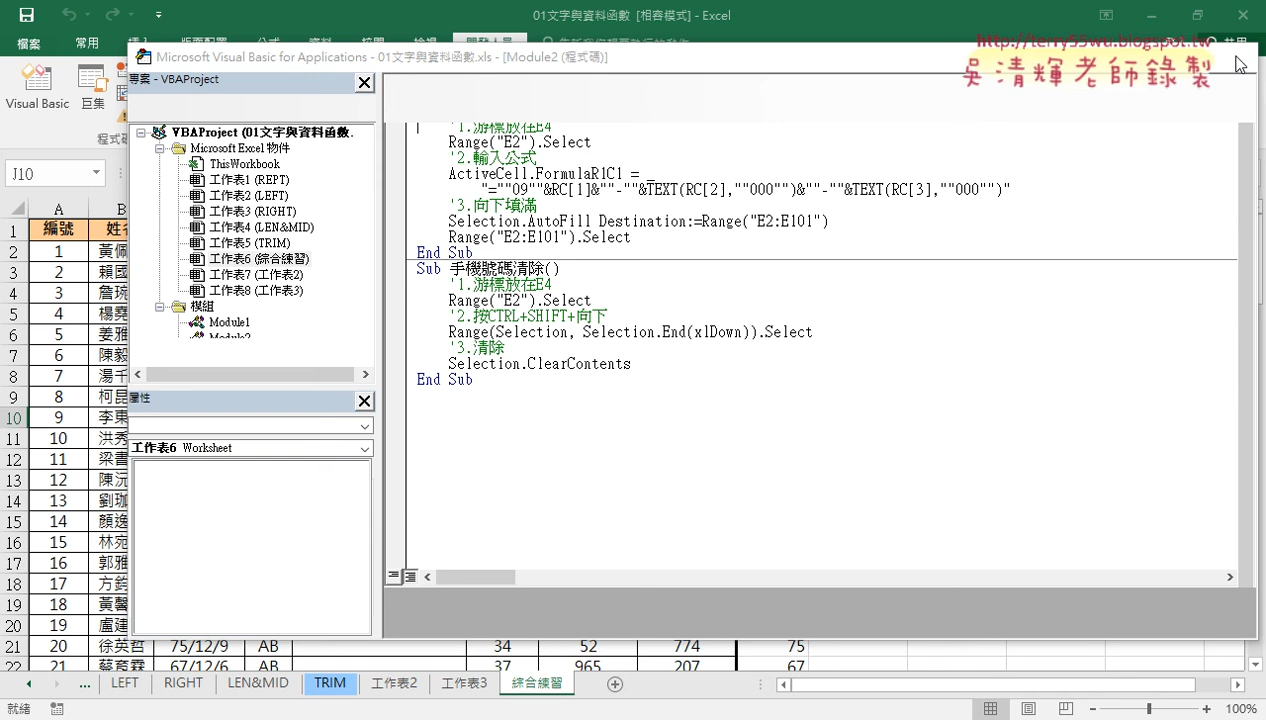 01文字與資料函數 [相容模式] - Excel
檔案 常用
http://terry55wu.blogspot.tw
吳清輝老師錄製
Microsoft Visual Basic for Applications - 01文字與資料函數.xls - [Module2 (程式碼)]
Visual Basic 巨集
專案 - VBAProject
VBAProject (01文字與資料函數.
Microsoft Excel 物件
ThisWorkbook
工作表1 (REPT)
工作表2 (LEFT)
工作表3 (RIGHT)
工作表4 (LEN&MID)
工作表5 (TRIM)
工作表6 (綜合練習)
工作表7 (工作表2)
工作表8 (工作表3)
模組
Module1
Module2
屬性
工作表6 Worksheet
'1.游標放在E4
Range("E2").Select
'2.輸入公式
ActiveCell.FormulaR1C1 = _
"=""09""&RC[1]&""-""&TEXT(RC[2],""000"")&""-""&TEXT(RC[3],""000"")"
'3.向下填滿
Selection.AutoFill Destination:=Range("E2:E101")
Range("E2:E101").Select
End Sub
Sub 手機號碼清除()
'1.游標放在E4
Range("E2").Select
'2.按CTRL+SHIFT+向下
Range(Selection, Selection.End(xlDown)).Select
'3.清除
Selection.ClearContents
End Sub
J10
A B
1 編號
2 1
3 2
4 3
5 4
6 5
7 6
8 7
9 8
10 9
11 10
12 11
13 12
14 13
15 14
16 15
17 16
18 17
19 18
20 19
21 20 徐英哲 75/12/9 AB 34 52 774 75
22 21 67/12/6 AB 37 965 207 67
... LEFT RIGHT LEN&MID TRIM 工作表2 工作表3 綜合練習
就緒 100%